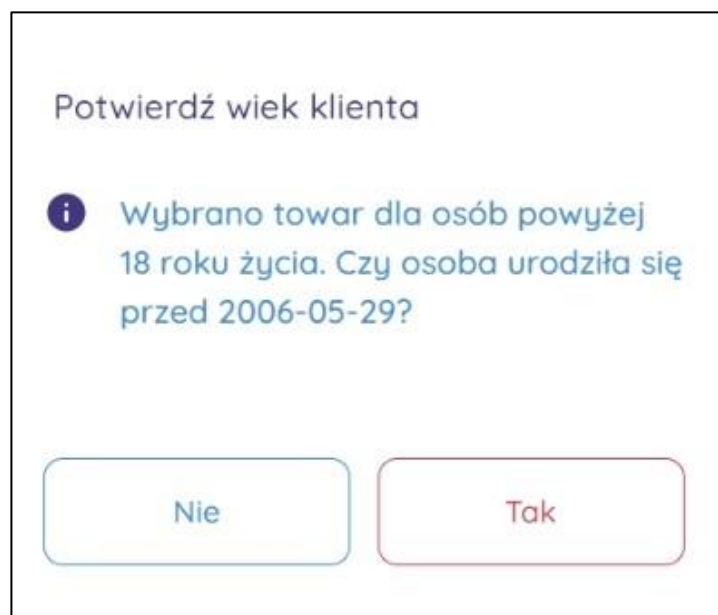 Potwierdź wiek klienta
Wybrano towar dla osób powyżej
18 roku życia. Czy osoba urodziła się
przed 2006-05-29?
Nie
Tak